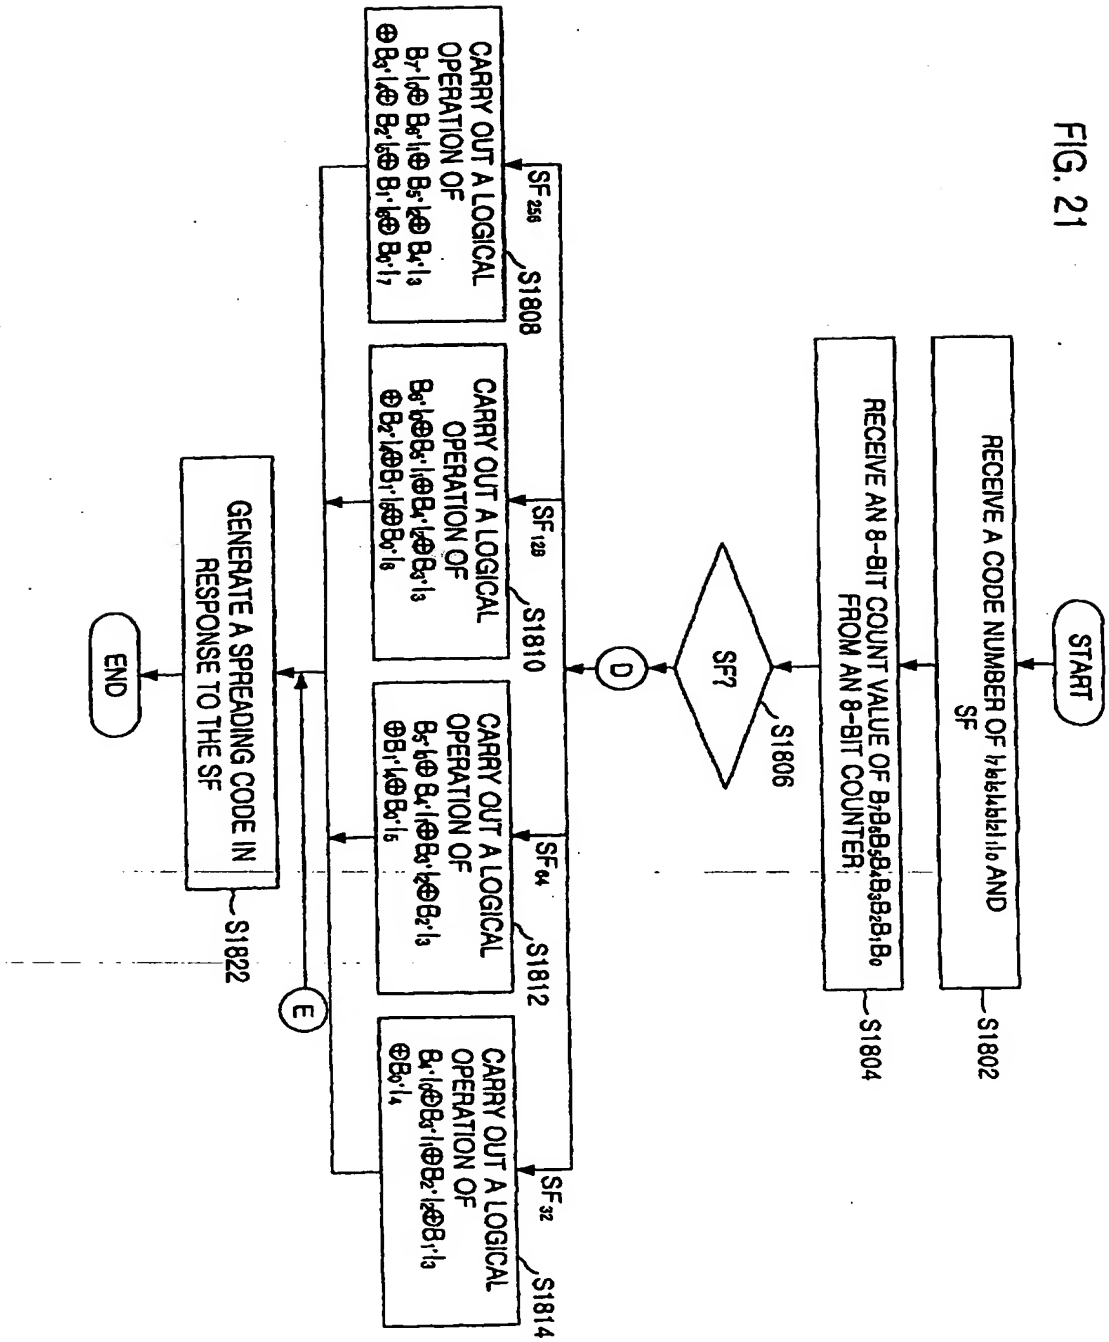 FIG. 21
START
RECEIVE A CODE NUMBER OF I₇I₆I₅I₄I₃I₂I₁I₀ AND
SF
S1802
RECEIVE AN 8-BIT COUNT VALUE OF B₇B₆B₅B₄B₃B₂B₁B₀
FROM AN 8-BIT COUNTER
S1804
SF?
S1806
D
SF₂₅₆
SF₁₂₈
SF₆₄
SF₃₂
CARRY OUT A LOGICAL
OPERATION OF
B₇·I₀⊕B₆·I₁⊕B₅·I₂⊕B₄·I₃
⊕B₃·I₄⊕B₂·I₅⊕B₁·I₆⊕B₀·I₇
S1808
CARRY OUT A LOGICAL
OPERATION OF
B₆·I₀⊕B₅·I₁⊕B₄·I₂⊕B₃·I₃
⊕B₂·I₄⊕B₁·I₅⊕B₀·I₆
S1810
CARRY OUT A LOGICAL
OPERATION OF
B₅·I₀⊕B₄·I₁⊕B₃·I₂⊕B₂·I₃
⊕B₁·I₄⊕B₀·I₅
S1812
CARRY OUT A LOGICAL
OPERATION OF
B₄·I₀⊕B₃·I₁⊕B₂·I₂⊕B₁·I₃
⊕B₀·I₄
S1814
E
GENERATE A SPREADING CODE IN
RESPONSE TO THE SF
S1822
END